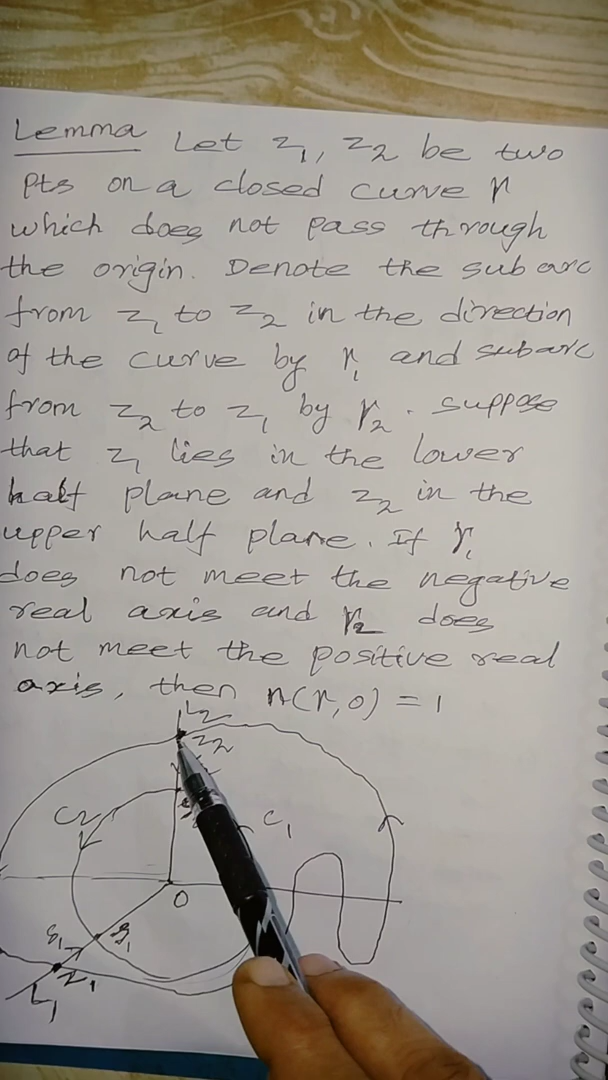 Lemma Let z₁, z₂ be two
pts on a closed curve γ
which does not pass through
the origin. Denote the subarc
from z₁ to z₂ in the direction
of the curve by γ₁ and subarc
from z₂ to z₁ by γ₂. suppose
that z₁ lies in the lower
half plane and z₂ in the
upper half plane. If γ₁
does not meet the negative
real axis and γ₂ does
not meet the positive real
axis, then n(γ,0) = 1
L₂
z₂
C₂
C₁
O
δ₁
z₁
L₁